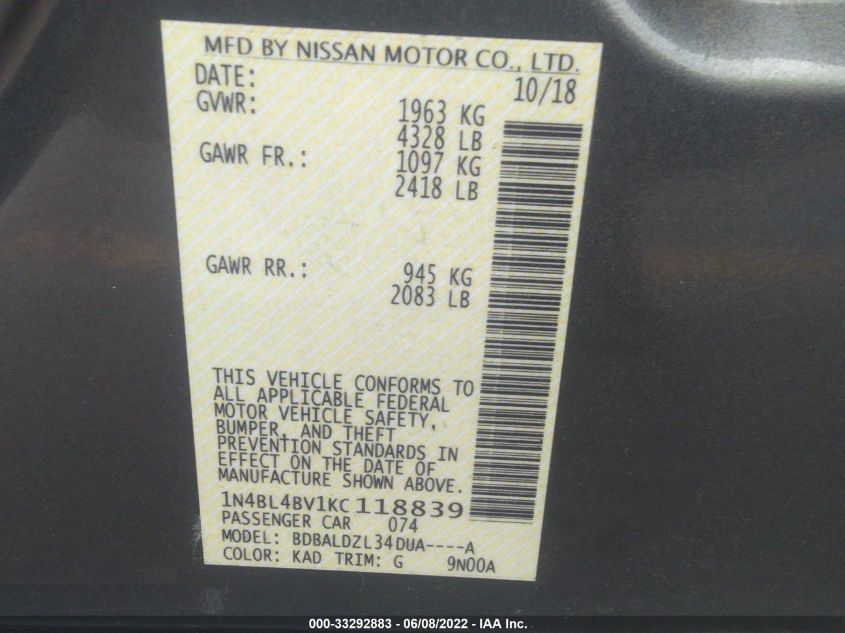 MFD BY NISSAN MOTOR CO., LTD.
DATE: 10/18
GVWR: 1963 KG
4328 LB
GAWR FR.: 1097 KG
2418 LB
GAWR RR.: 945 KG
2083 LB
THIS VEHICLE CONFORMS TO
ALL APPLICABLE FEDERAL
MOTOR VEHICLE SAFETY,
BUMPER, AND THEFT
PREVENTION STANDARDS IN
EFFECT ON THE DATE OF
MANUFACTURE SHOWN ABOVE.
1N4BL4BV1KC118839
PASSENGER CAR 074
MODEL: BDBALDZL34DUA----A
COLOR: KAD TRIM: G 9N00A
000-33292883 - 06/08/2022 - IAA Inc.